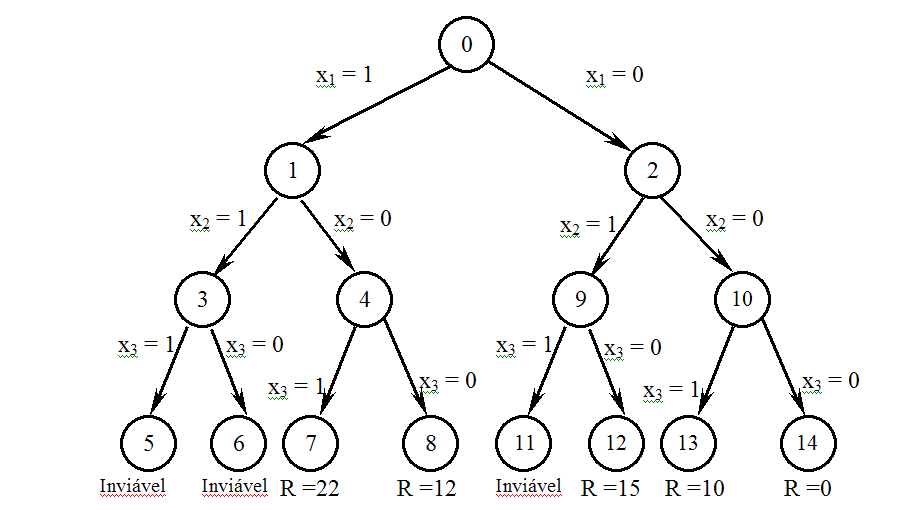 0
x₁ = 1
x₁ = 0
1
2
x₂ = 1
x₂ = 0
x₂ = 1
x₂ = 0
3
4
9
10
x₃ = 1
x₃ = 0
x₃ = 1
x₃ = 0
x₃ = 1
x₃ = 0
x₃ = 1
x₃ = 0
5
6
7
8
11
12
13
14
Inviável
Inviável
R =22
R =12
Inviável
R =15
R =10
R =0